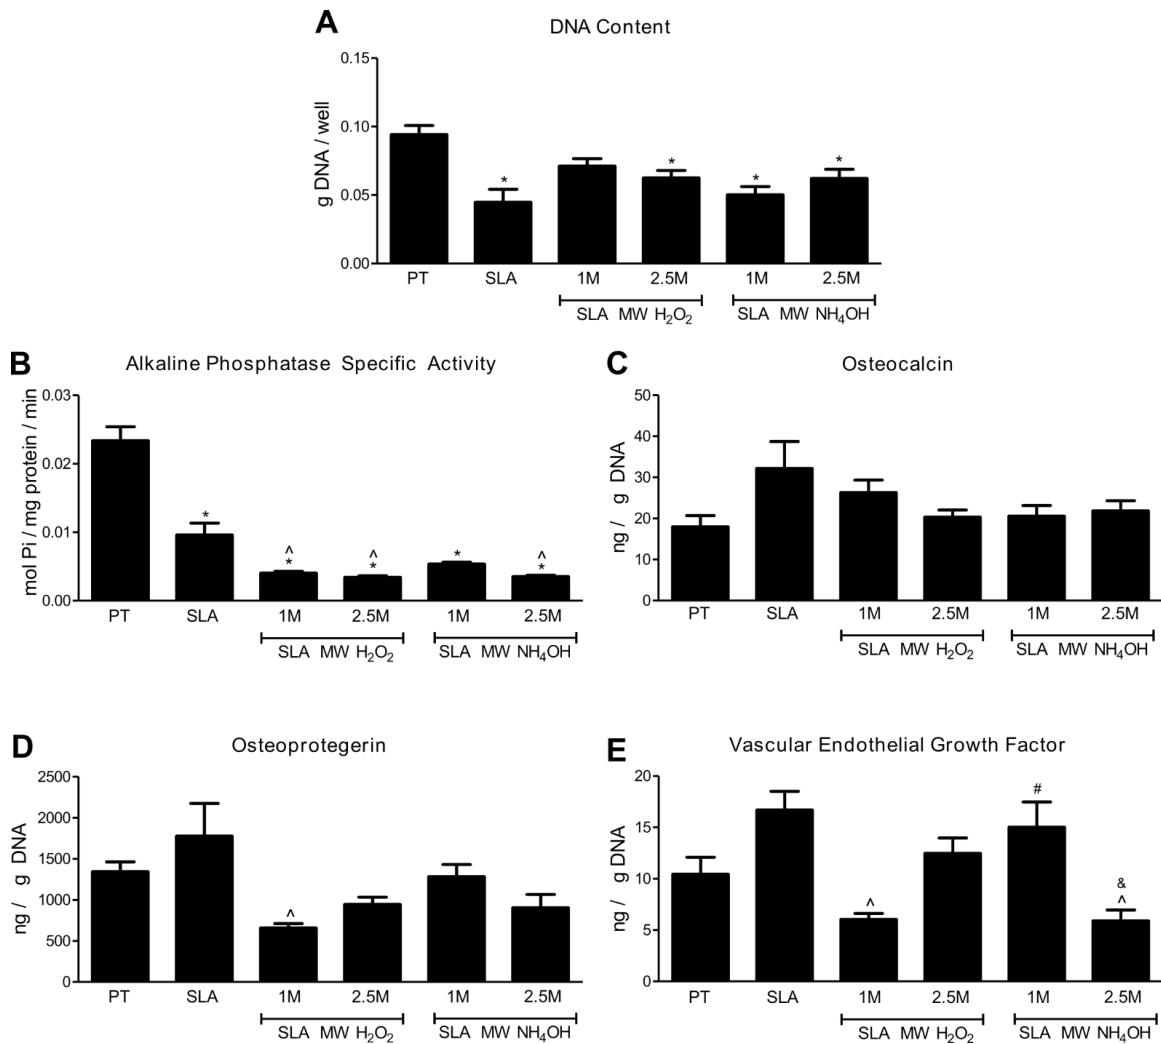 A
DNA Content
g DNA / well
0.15
0.10
0.05
0.00
* * * *
PT SLA 1M 2.5M 1M 2.5M
SLA MW H₂O₂ SLA MW NH₄OH
B
Alkaline Phosphatase Specific Activity
mol Pi / mg protein / min
0.03
0.02
0.01
0.00
*
^ ^ ^
* * * *
PT SLA 1M 2.5M 1M 2.5M
SLA MW H₂O₂ SLA MW NH₄OH
C
Osteocalcin
ng / g DNA
50
40
30
20
10
0
PT SLA 1M 2.5M 1M 2.5M
SLA MW H₂O₂ SLA MW NH₄OH
D
Osteoprotegerin
ng / g DNA
2500
2000
1500
1000
500
0
^
PT SLA 1M 2.5M 1M 2.5M
SLA MW H₂O₂ SLA MW NH₄OH
E
Vascular Endothelial Growth Factor
ng / g DNA
20
15
10
5
0
#
&
^ ^
PT SLA 1M 2.5M 1M 2.5M
SLA MW H₂O₂ SLA MW NH₄OH